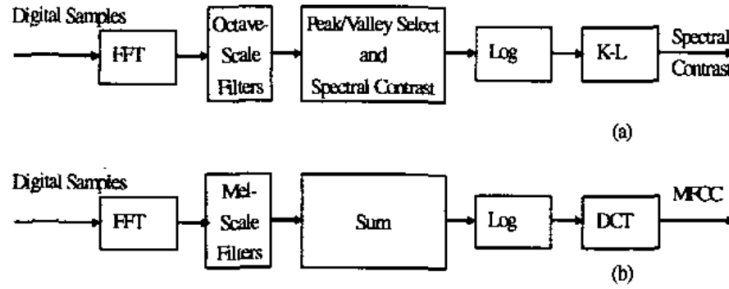 Digital Samples
FFT
Octave-
Scale
Filters
Peak/Valley Select
and
Spectral Contrast
Log
K-L
Spectral
Contrast
(a)
Digital Samples
FFT
Mel-
Scale
Filters
Sum
Log
DCT
MFCC
(b)